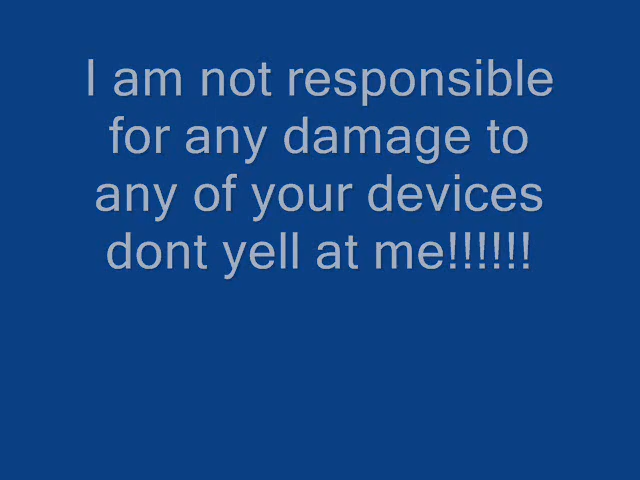 I am not responsible
for any damage to
any of your devices
dont yell at me!!!!!!